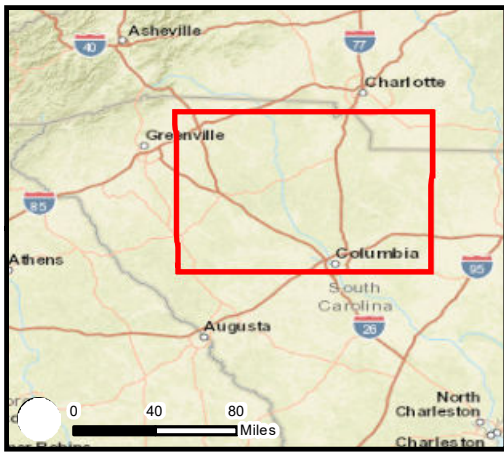 Asheville
40
77
Charlotte
Greenville
85
Athens
Columbia
95
South
Carolina
26
Augusta
North
Charleston
Charleston
0 40 80
Miles